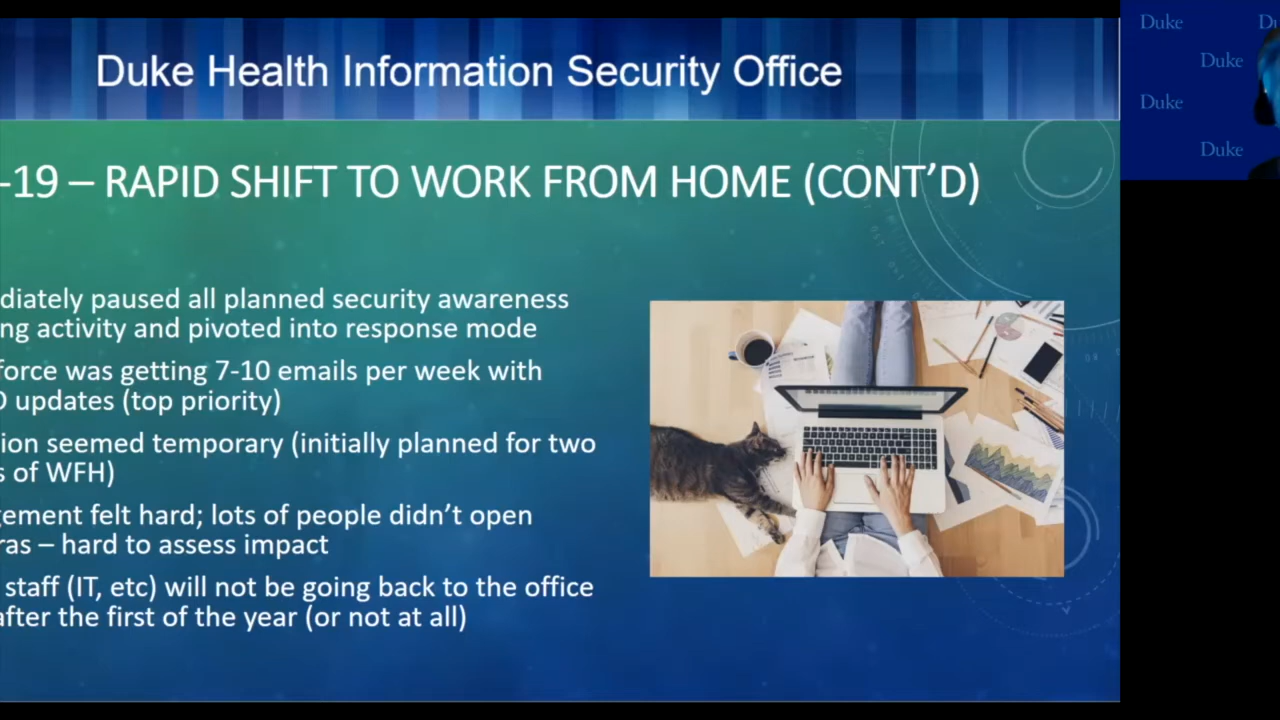 Duke Health Information Security Office
-19 – RAPID SHIFT TO WORK FROM HOME (CONT'D)
diately paused all planned security awareness
ng activity and pivoted into response mode
force was getting 7-10 emails per week with
D updates (top priority)
ion seemed temporary (initially planned for two
s of WFH)
gement felt hard; lots of people didn't open
ras – hard to assess impact
staff (IT, etc) will not be going back to the office
after the first of the year (or not at all)
Duke Du
Duke
Duke
Duke